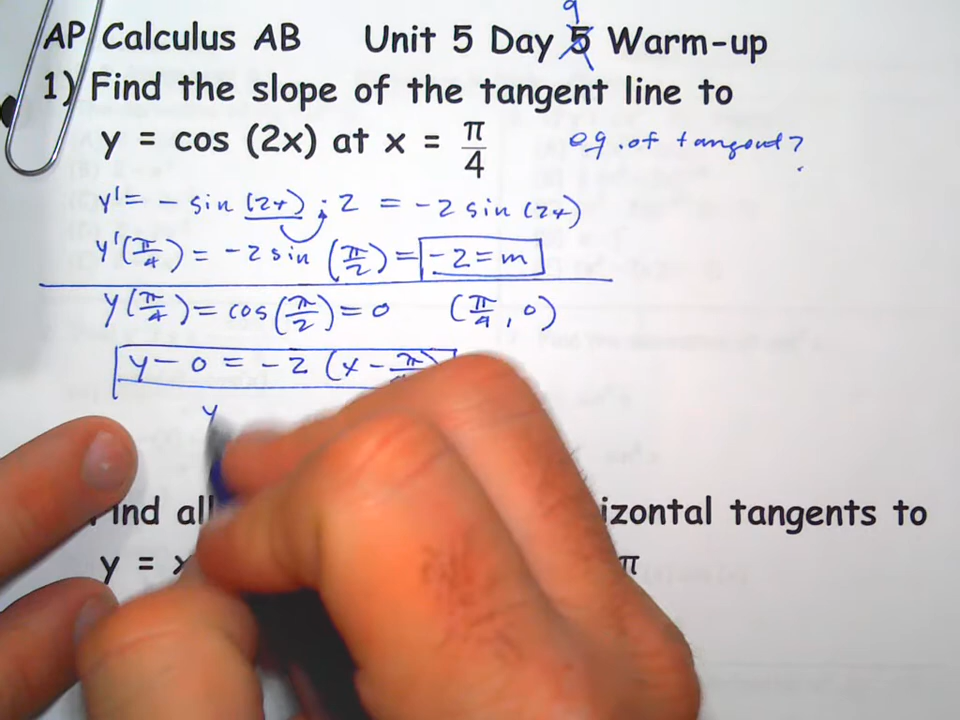 9
AP Calculus AB Unit 5 Day 5 Warm-up
1) Find the slope of the tangent line to
y = cos (2x) at x = π/4 eq. of tangent?
y' = - sin (2x) · 2 = -2 sin (2x)
y'(π/4) = -2 sin (π/2) = -2 = m
y(π/4) = cos(π/2) = 0 (π/4, 0)
y - 0 = -2 (x - π
y
ind all izontal tangents to
y = x π